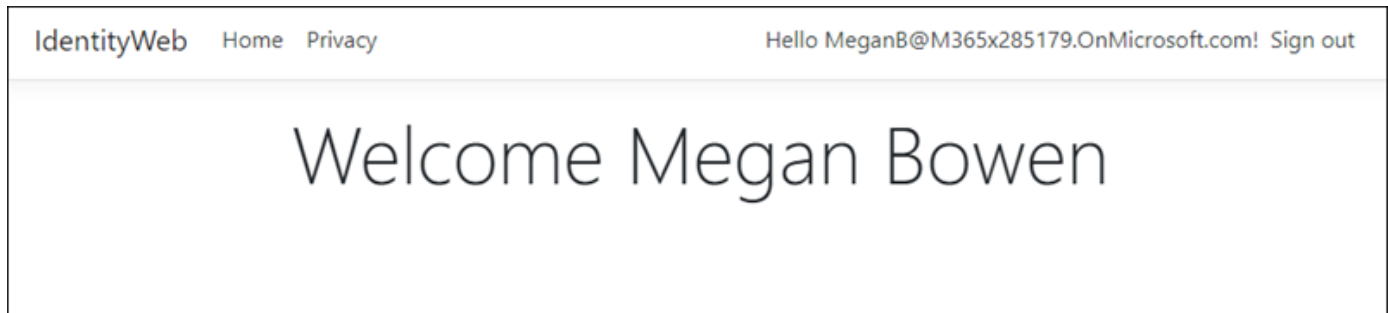 IdentityWeb Home Privacy Hello MeganB@M365x285179.OnMicrosoft.com! Sign out
Welcome Megan Bowen